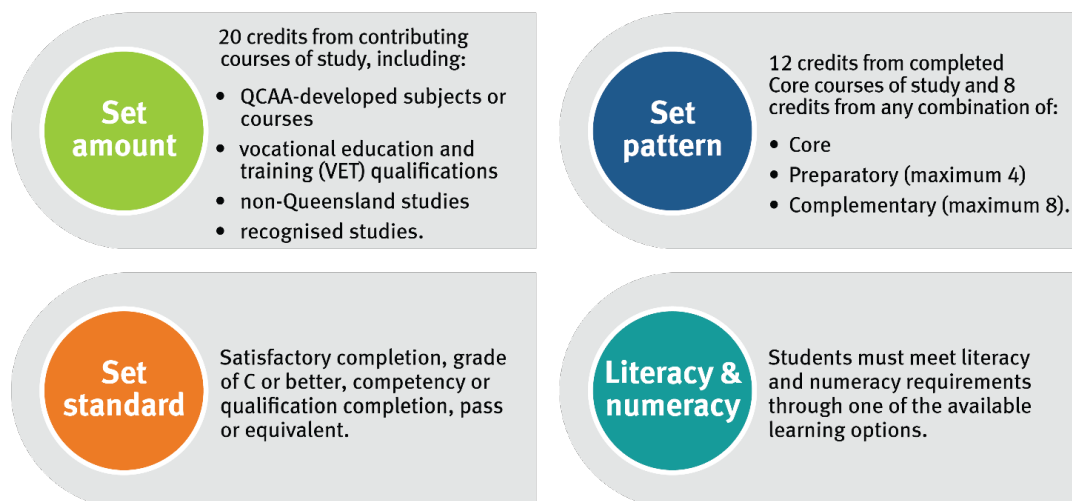 Set
amount
20 credits from contributing
courses of study, including:
• QCAA-developed subjects or
courses
• vocational education and
training (VET) qualifications
• non-Queensland studies
• recognised studies.
Set
pattern
12 credits from completed
Core courses of study and 8
credits from any combination of:
• Core
• Preparatory (maximum 4)
• Complementary (maximum 8).
Set
standard
Satisfactory completion, grade
of C or better, competency or
qualification completion, pass
or equivalent.
Literacy &
numeracy
Students must meet literacy
and numeracy requirements
through one of the available
learning options.